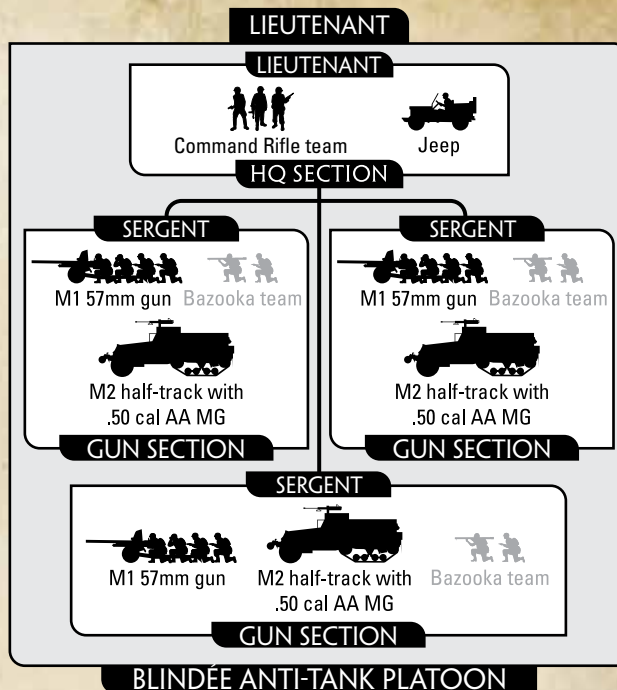 LIEUTENANT
LIEUTENANT
Command Rifle team
Jeep
HQ SECTION
SERGENT
M1 57mm gun
Bazooka team
M2 half-track with
.50 cal AA MG
GUN SECTION
SERGENT
M1 57mm gun
Bazooka team
M2 half-track with
.50 cal AA MG
GUN SECTION
SERGENT
M1 57mm gun
M2 half-track with
.50 cal AA MG
Bazooka team
GUN SECTION
BLINDÉE ANTI-TANK PLATOON